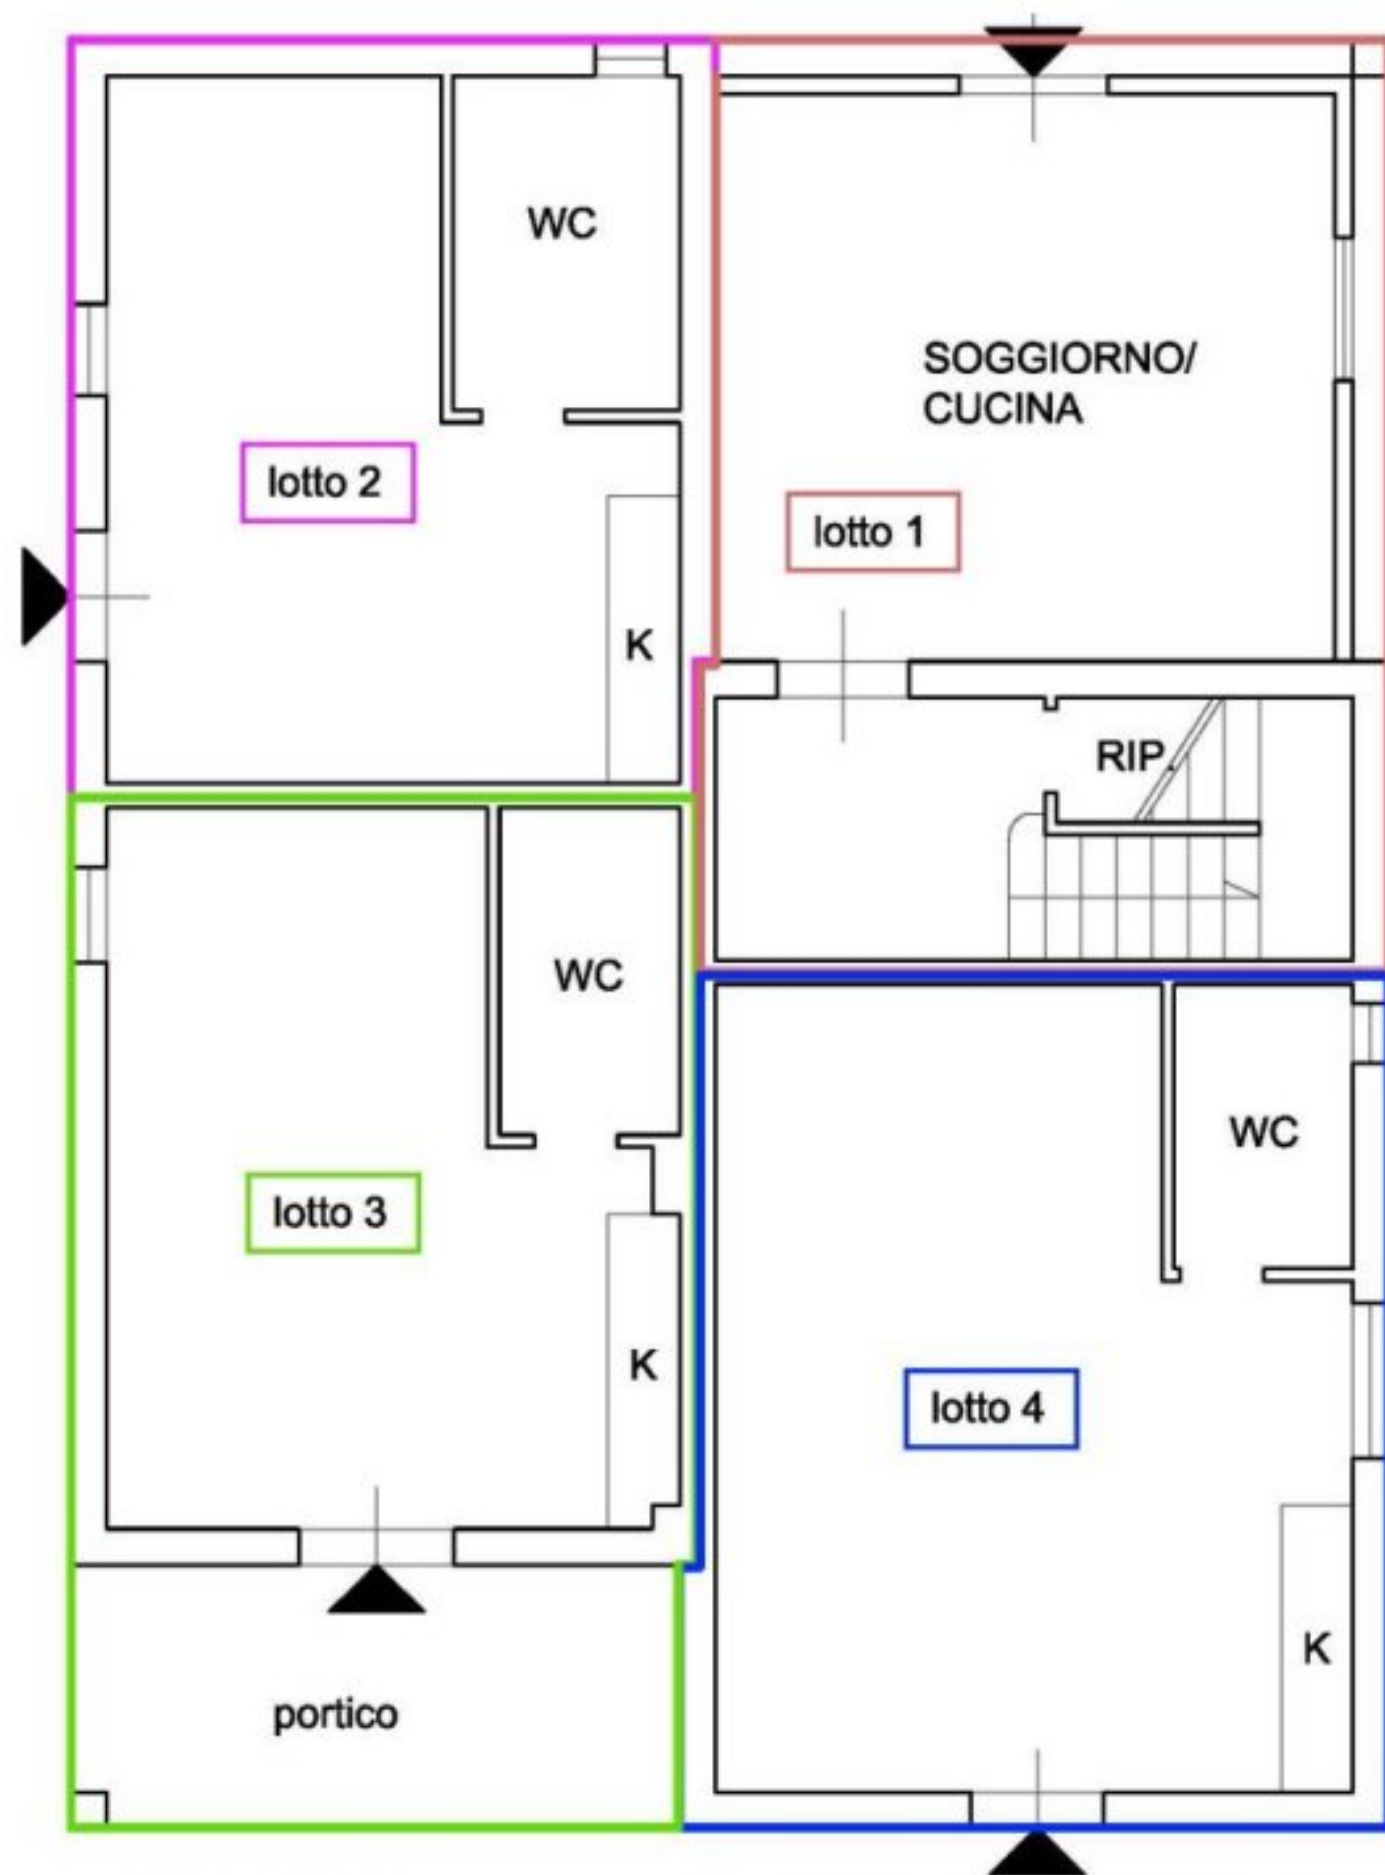 WC
SOGGIORNO/
CUCINA
lotto 2
lotto 1
K
RIP.
WC
lotto 3
WC
K
lotto 4
K
portico